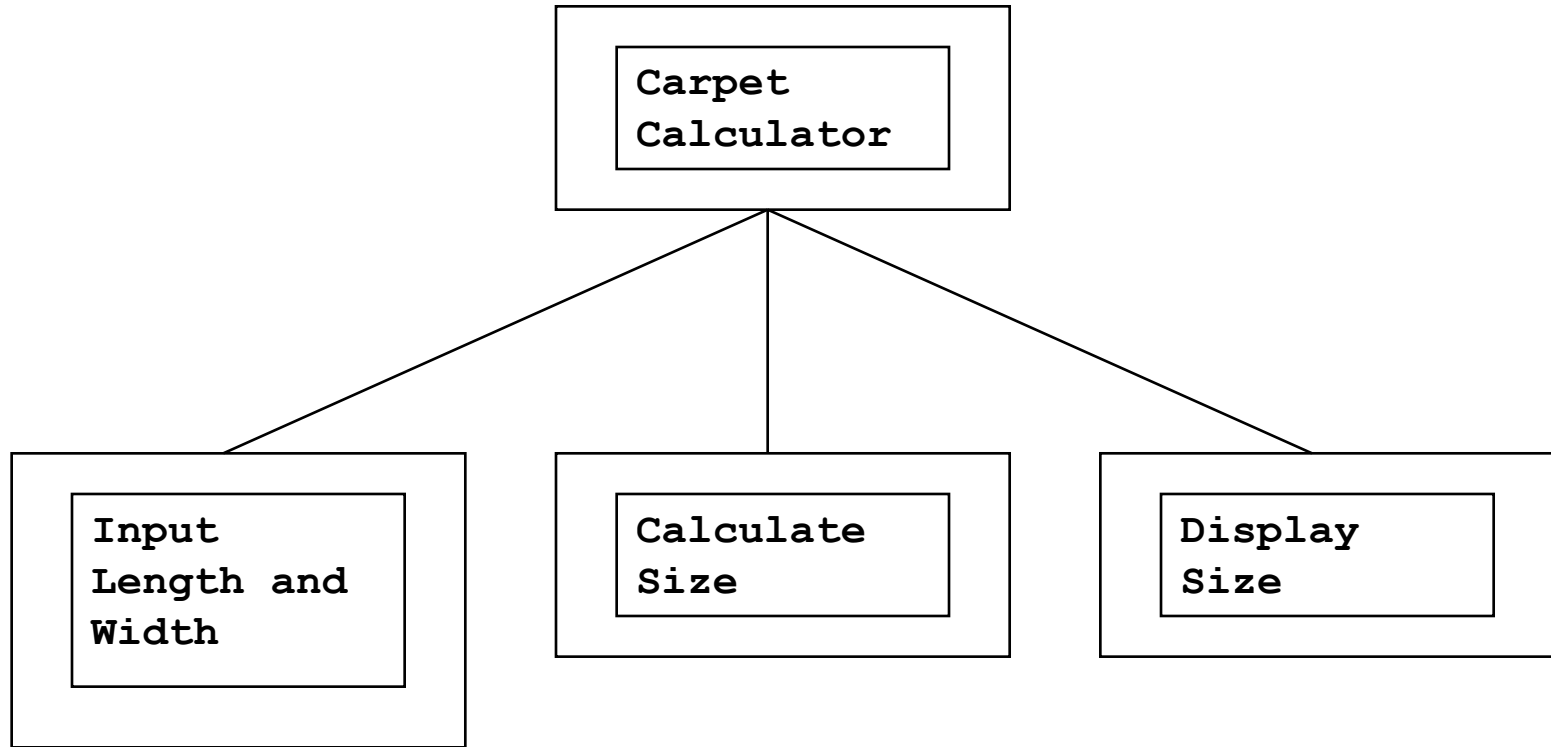 Carpet
Calculator
Input
Length and
Width
Calculate
Size
Display
Size